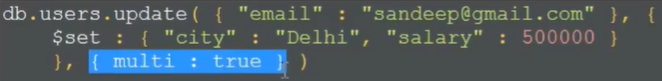 db.users.update( { "email" : "sandeep@gmail.com" }, {
$set : { "city" : "Delhi", "salary" : 500000 }
}, { multi : true } )